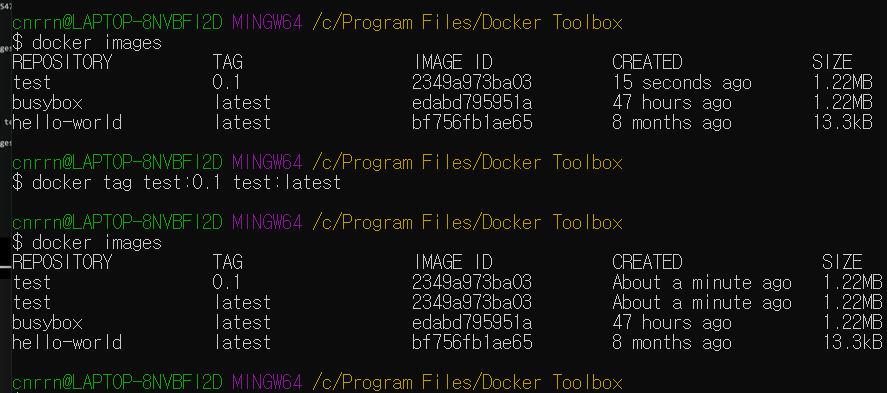 cnrrn@LAPTOP-8NVBFI2D MINGW64 /c/Program Files/Docker Toolbox
$ docker images
REPOSITORY TAG IMAGE ID CREATED SIZE
test 0.1 2349a973ba03 15 seconds ago 1.22MB
busybox latest edabd795951a 47 hours ago 1.22MB
hello-world latest bf756fb1ae65 8 months ago 13.3kB
cnrrn@LAPTOP-8NVBFI2D MINGW64 /c/Program Files/Docker Toolbox
$ docker tag test:0.1 test:latest
cnrrn@LAPTOP-8NVBFI2D MINGW64 /c/Program Files/Docker Toolbox
$ docker images
REPOSITORY TAG IMAGE ID CREATED SIZE
test 0.1 2349a973ba03 About a minute ago 1.22MB
test latest 2349a973ba03 About a minute ago 1.22MB
busybox latest edabd795951a 47 hours ago 1.22MB
hello-world latest bf756fb1ae65 8 months ago 13.3kB
cnrrn@LAPTOP-8NVBFI2D MINGW64 /c/Program Files/Docker Toolbox